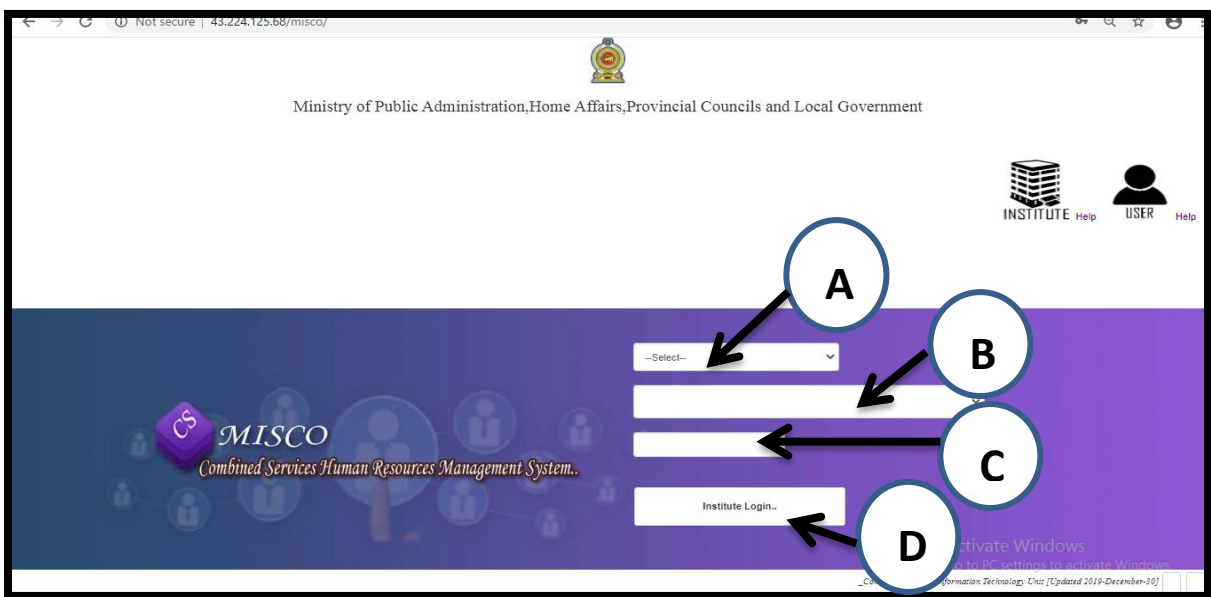 Not secure | 43.224.125.68/misco/
Ministry of Public Administration,Home Affairs,Provincial Councils and Local Government
INSTITUTE Help
USER Help
A
--Select--
B
CS
MISCO
Combined Services Human Resources Management System..
C
Institute Login..
D
Activate Windows
to PC settings to activate Windows.
formation Technology Unit [Updated 2019-December-30]